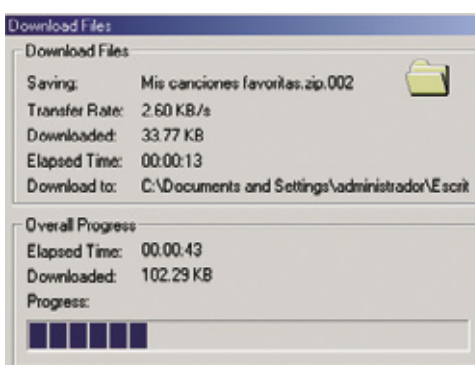 Download Files
Download Files
Saving: Mis canciones favoritas.zip.002
Transfer Rate: 2.60 KB/s
Downloaded: 33.77 KB
Elapsed Time: 00:00:13
Download to: C:\Documents and Settings\administrador\Escrit
Overall Progress
Elapsed Time: 00:00:43
Downloaded: 102.29 KB
Progress: